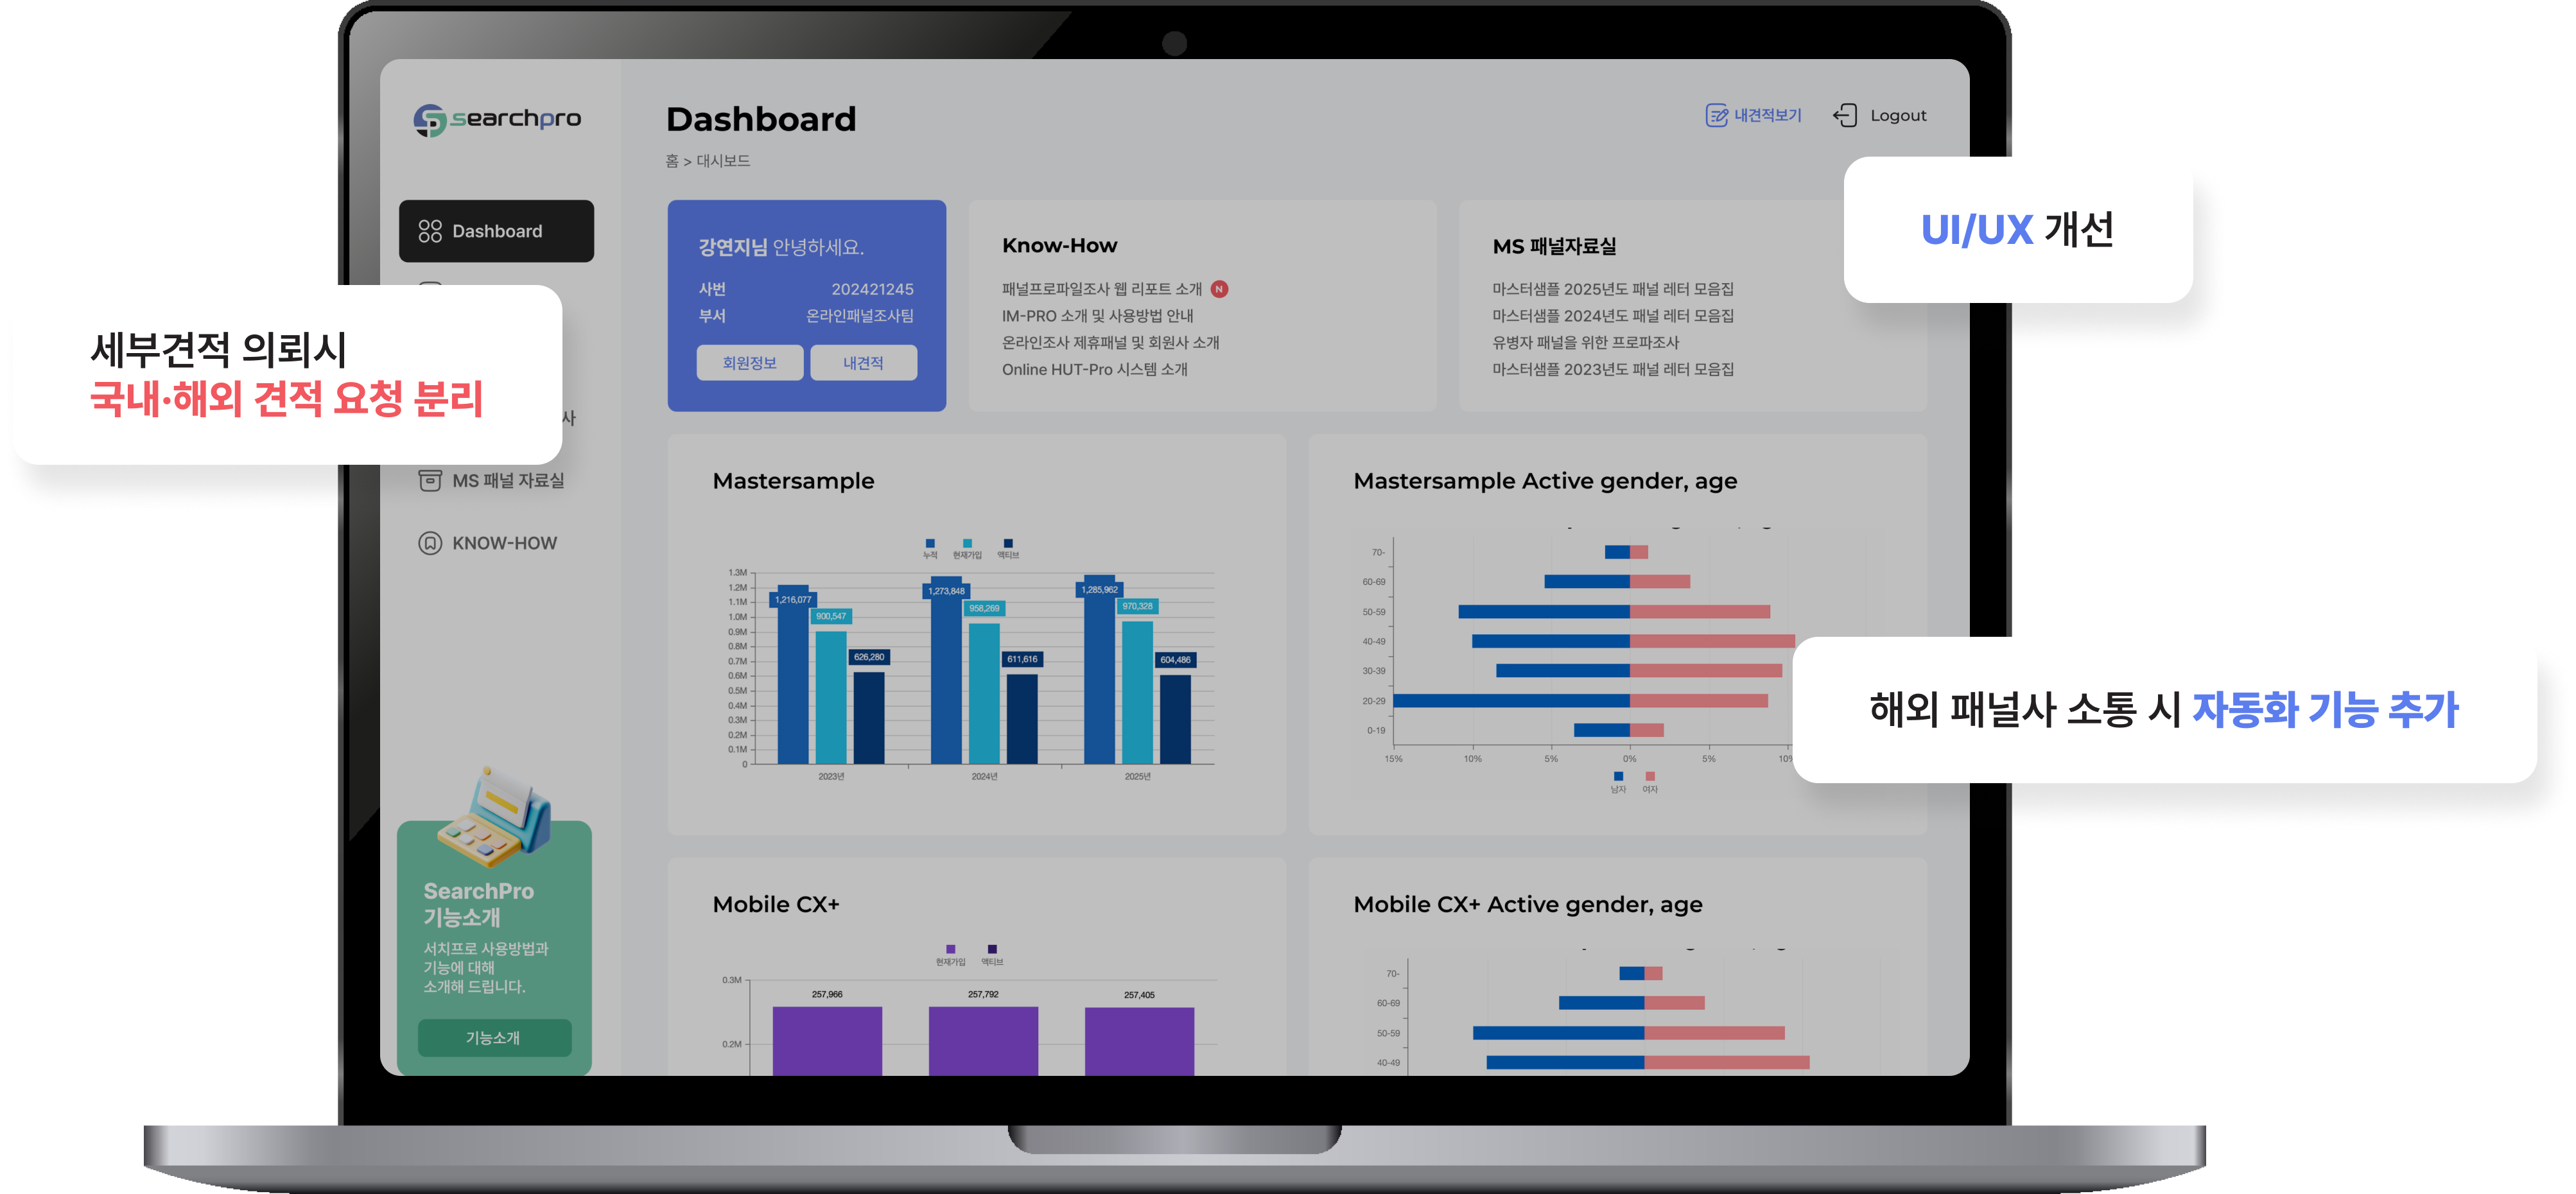 searchpro
Dashboard
내견적보기
Logout
홈 > 대시보드
Dashboard
사
MS 패널 자료실
KNOW-HOW
SearchPro
기능소개
서치프로 사용방법과
기능에 대해
소개해 드립니다.
기능소개
세부견적 의뢰시
국내·해외 견적 요청 분리
강연지님 안녕하세요.
사번 202421245
부서 온라인패널조사팀
회원정보 내견적
Know-How
패널프로파일조사 웹 리포트 소개 N
IM-PRO 소개 및 사용방법 안내
온라인조사 제휴패널 및 회원사 소개
Online HUT-Pro 시스템 소개
MS 패널자료실
마스터샘플 2025년도 패널 레터 모음집
마스터샘플 2024년도 패널 레터 모음집
유병자 패널을 위한 프로파조사
마스터샘플 2023년도 패널 레터 모음집
UI/UX 개선
Mastersample
누적 현재가입 액티브
1.3M
1.2M
1.1M
1.0M
0.9M
0.8M
0.7M
0.6M
0.5M
0.4M
0.3M
0.2M
0.1M
0
1,216,077
900,547
626,280
1,273,848
958,269
611,616
1,285,962
970,328
604,486
2023년 2024년 2025년
Mastersample Active gender, age
70-
60-69
50-59
40-49
30-39
20-29
0-19
15% 10% 5% 0% 5% 10%
남자 여자
해외 패널사 소통 시 자동화 기능 추가
Mobile CX+
현재가입 액티브
0.3M
0.2M
257,966 257,792 257,405
Mobile CX+ Active gender, age
70-
60-69
50-59
40-49